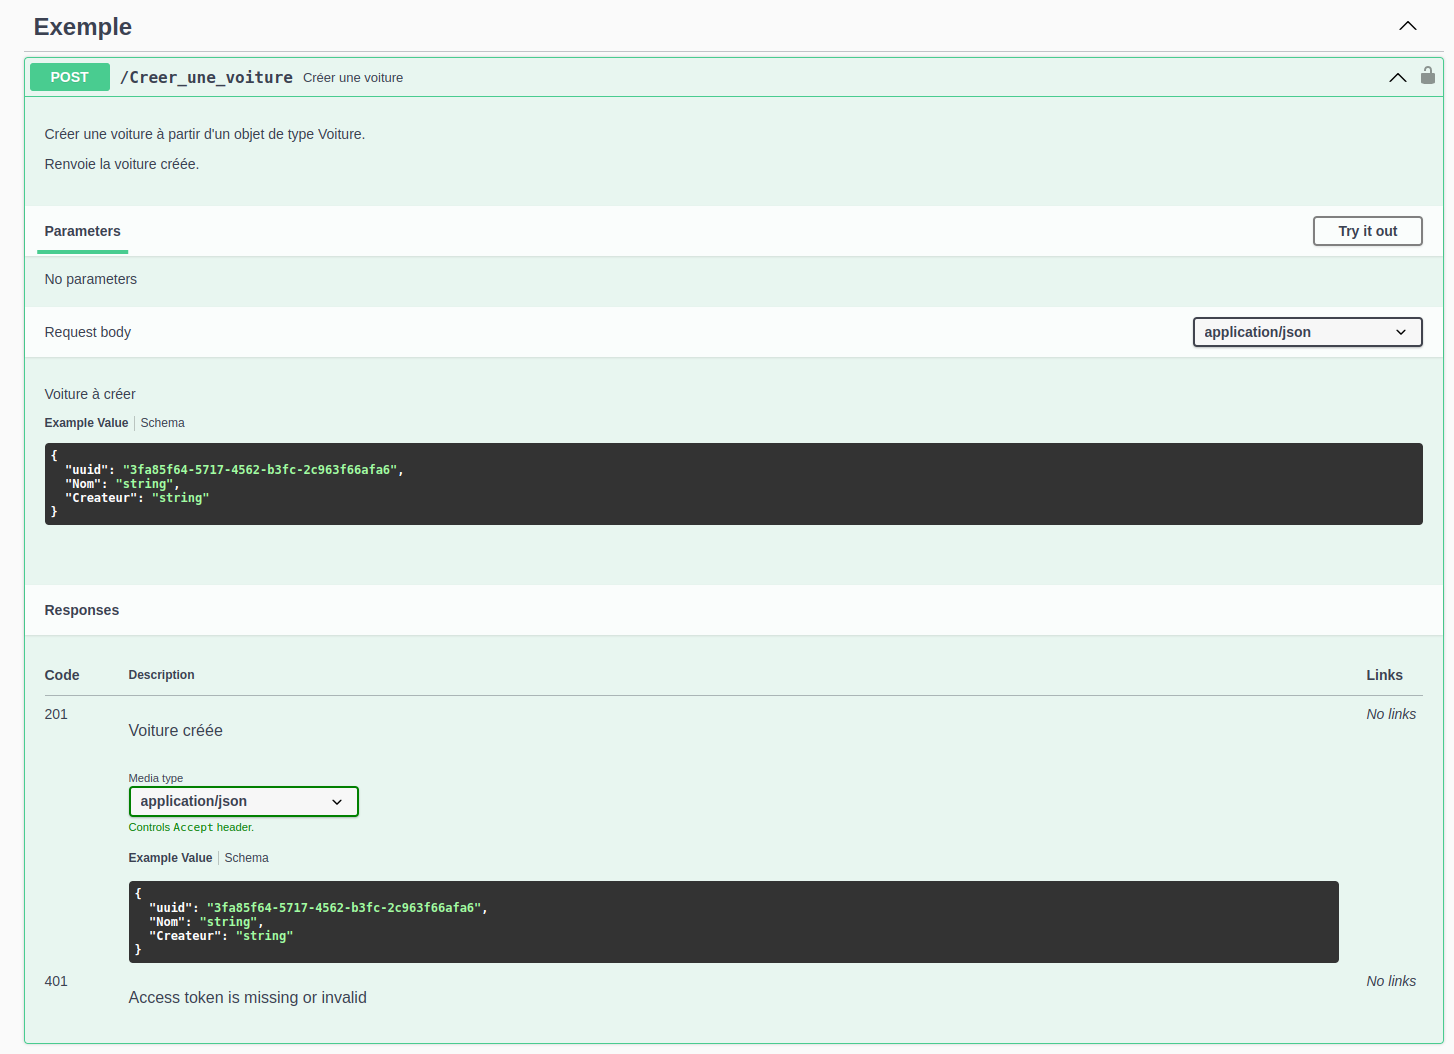 Exemple
POST /Creer_une_voiture Créer une voiture
Créer une voiture à partir d'un objet de type Voiture.
Renvoie la voiture créée.
Parameters Try it out
No parameters
Request body application/json
Voiture à créer
Example Value Schema
{
"uuid": "3fa85f64-5717-4562-b3fc-2c963f66afa6",
"Nom": "string",
"Createur": "string"
}
Responses
Code Description Links
201 Voiture créée No links
Media type
application/json
Controls Accept header.
Example Value Schema
{
"uuid": "3fa85f64-5717-4562-b3fc-2c963f66afa6",
"Nom": "string",
"Createur": "string"
}
401 Access token is missing or invalid No links